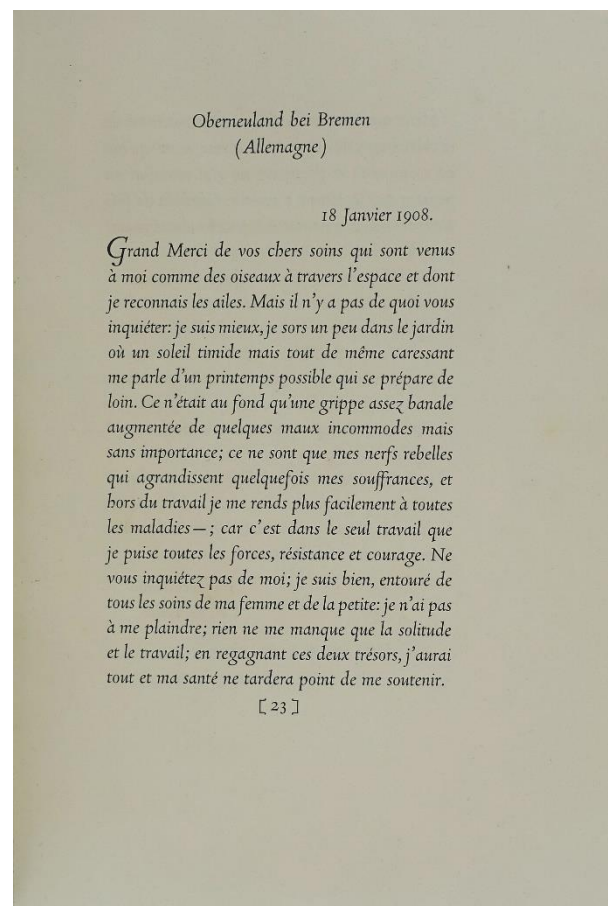 Oberneuland bei Bremen
(Allemagne)
18 Janvier 1908.
Grand Merci de vos chers soins qui sont venus
à moi comme des oiseaux à travers l'espace et dont
je reconnais les ailes. Mais il n'y a pas de quoi vous
inquiéter: je suis mieux, je sors un peu dans le jardin
où un soleil timide mais tout de même caressant
me parle d'un printemps possible qui se prépare de
loin. Ce n'était au fond qu'une grippe assez banale
augmentée de quelques maux incommodes mais
sans importance; ce ne sont que mes nerfs rebelles
qui agrandissent quelquefois mes souffrances, et
hors du travail je me rends plus facilement à toutes
les maladies—; car c'est dans le seul travail que
je puise toutes les forces, résistance et courage. Ne
vous inquiétez pas de moi; je suis bien, entouré de
tous les soins de ma femme et de la petite: je n'ai pas
à me plaindre; rien ne me manque que la solitude
et le travail; en regagnant ces deux trésors, j'aurai
tout et ma santé ne tardera point de me soutenir.
[23]